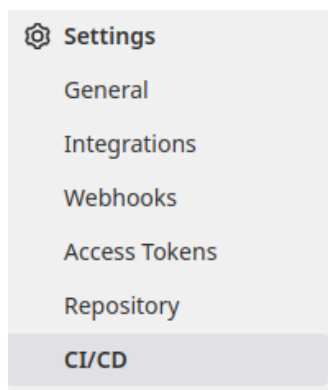 Settings
General
Integrations
Webhooks
Access Tokens
Repository
CI/CD